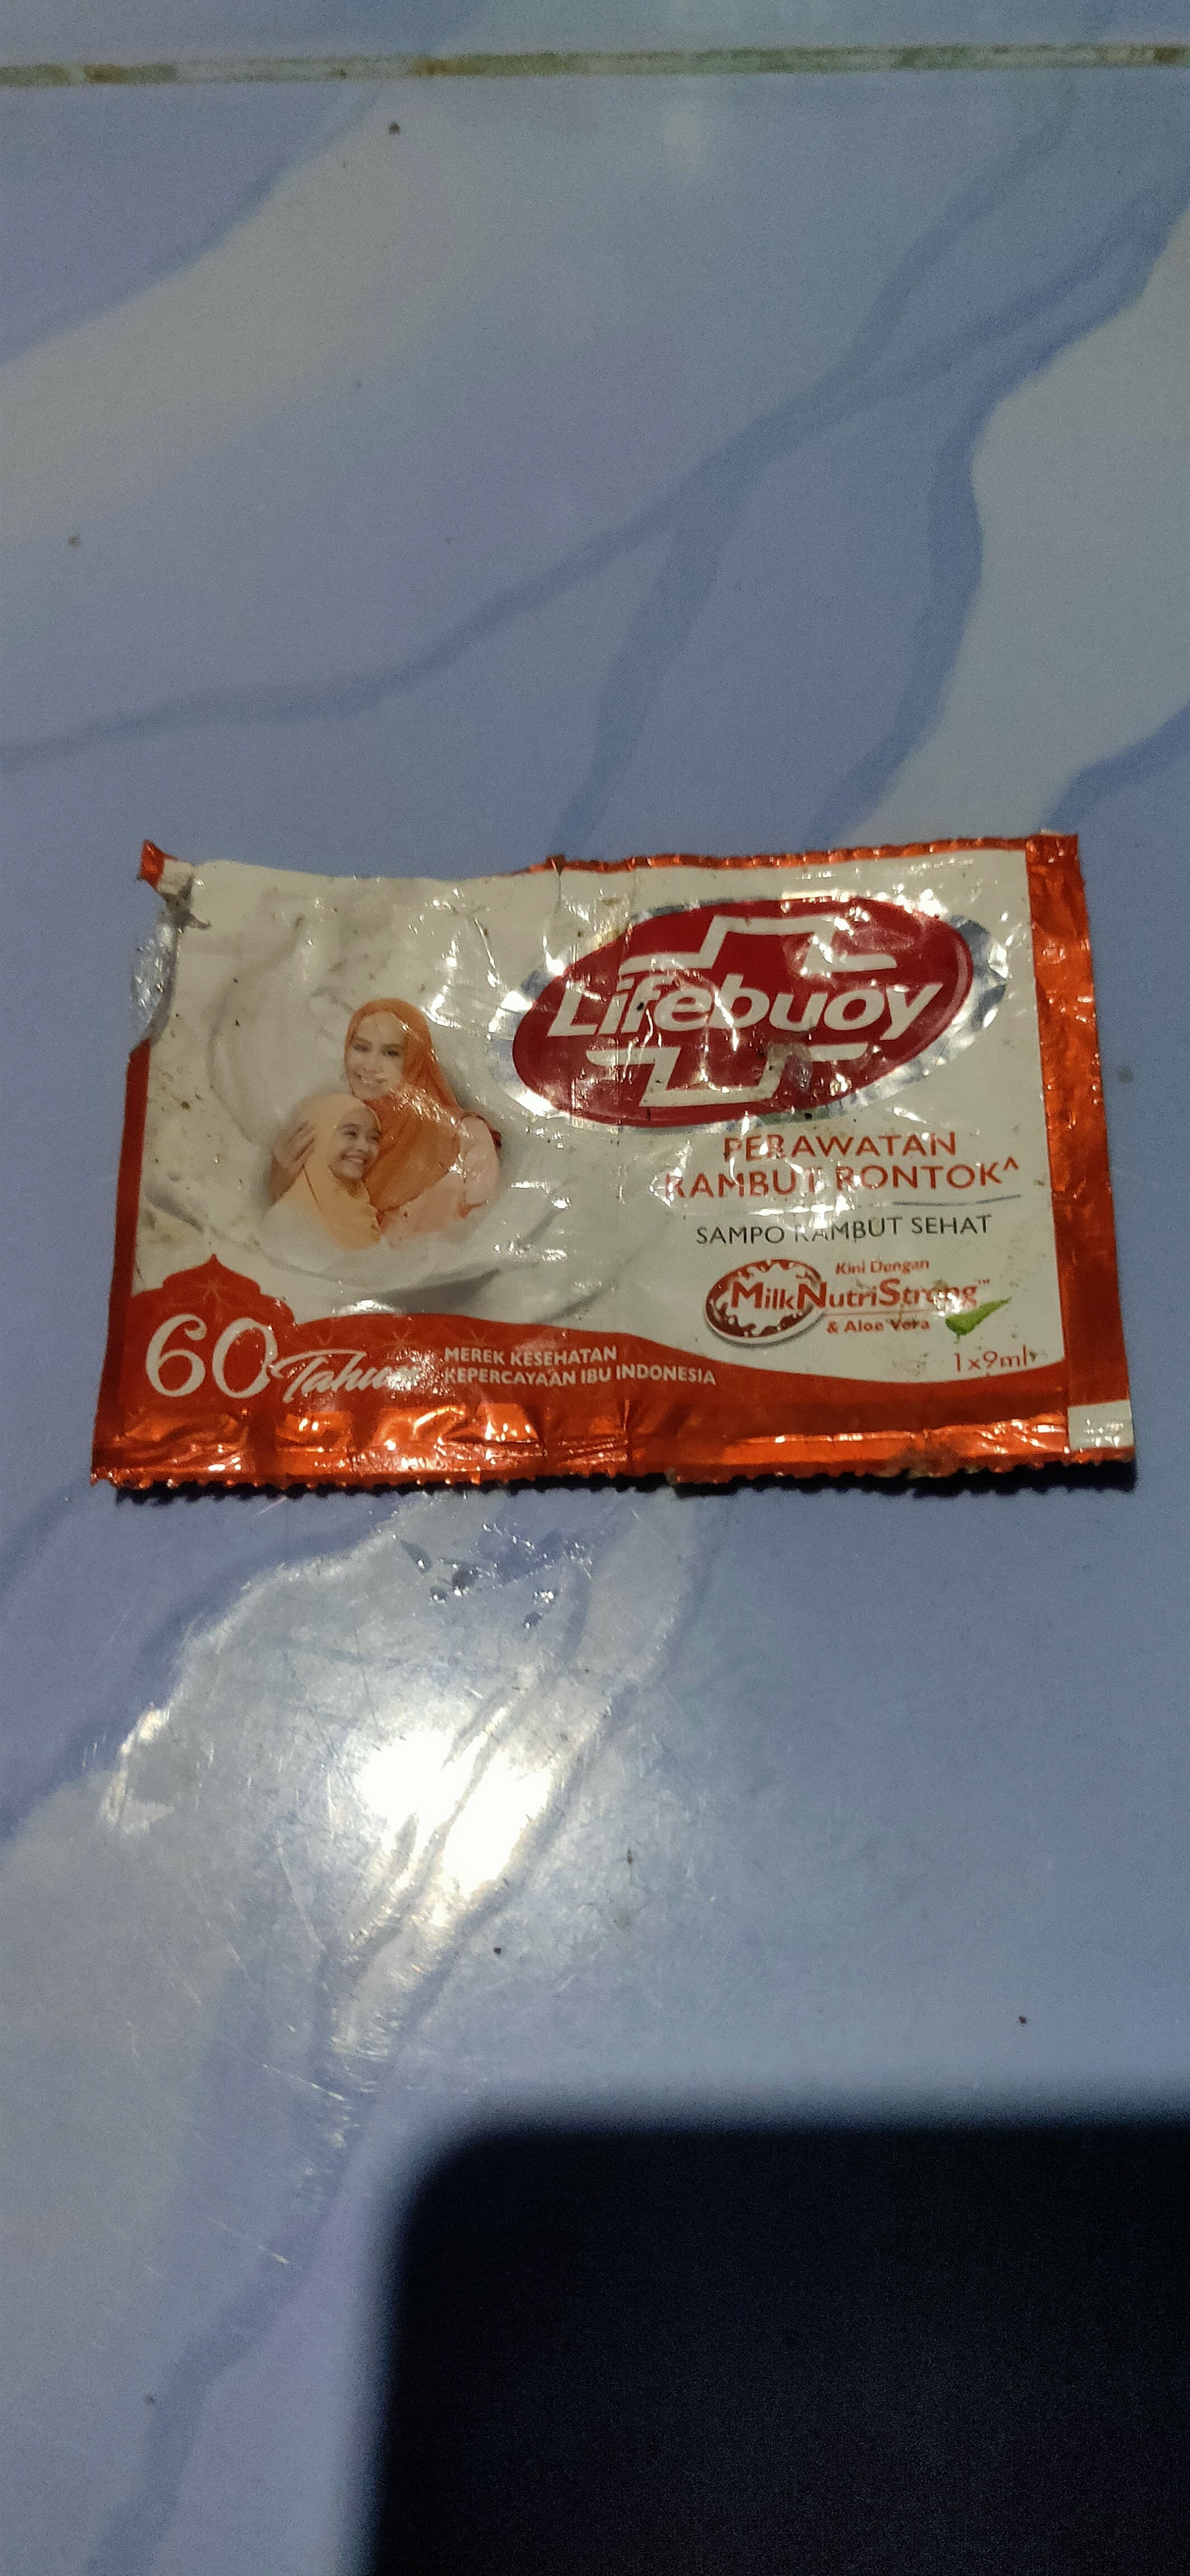 Lifebuoy
PERAWATAN
RAMBUT RONTOK^
SAMPO RAMBUT SEHAT
Kini Dengan
MilkNutriStrong™
& Aloe Vera
1x9ml
60 Tahun
MEREK KESEHATAN
KEPERCAYAAN IBU INDONESIA